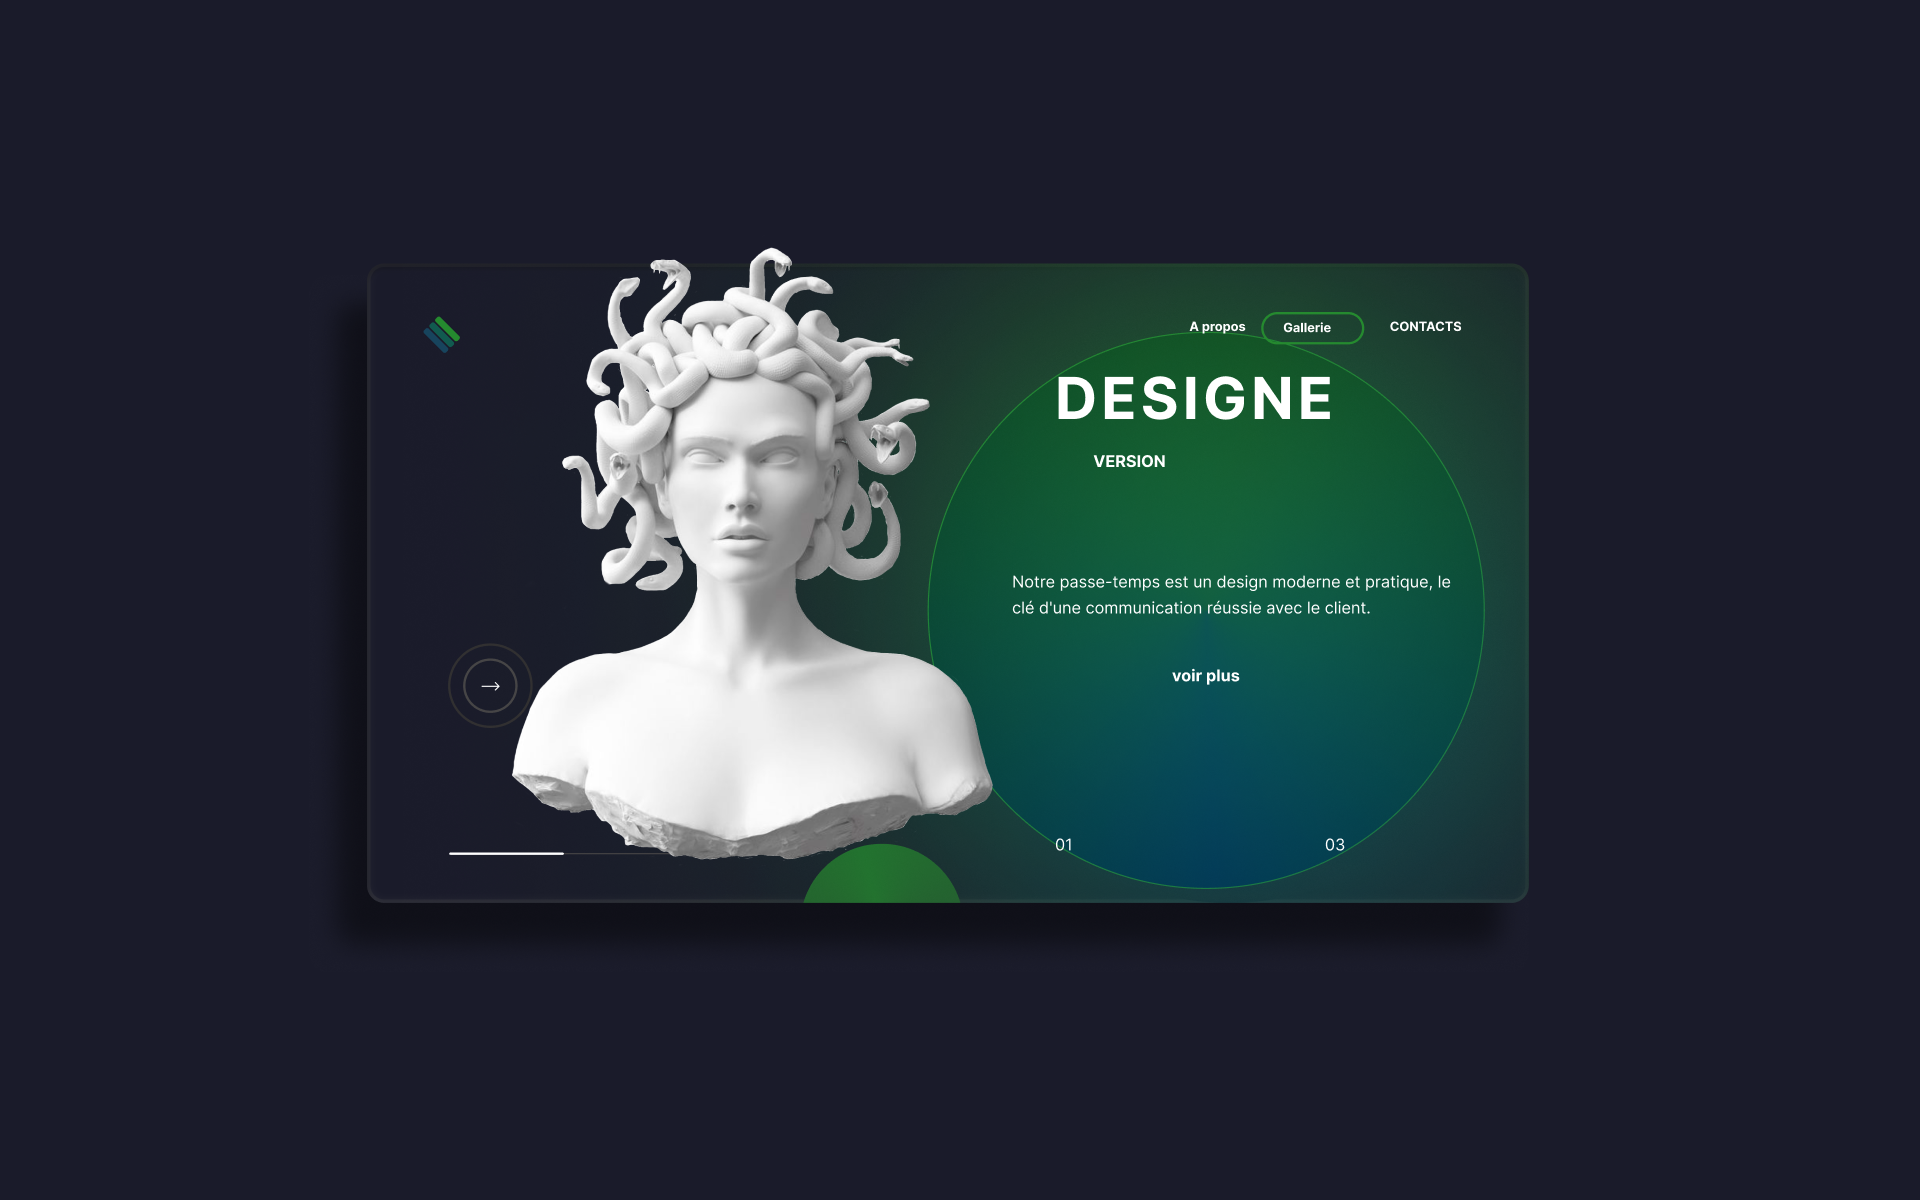 A propos
Gallerie
CONTACTS
DESIGNE
VERSION
Notre passe-temps est un design moderne et pratique, le
clé d'une communication réussie avec le client.
voir plus
01
03